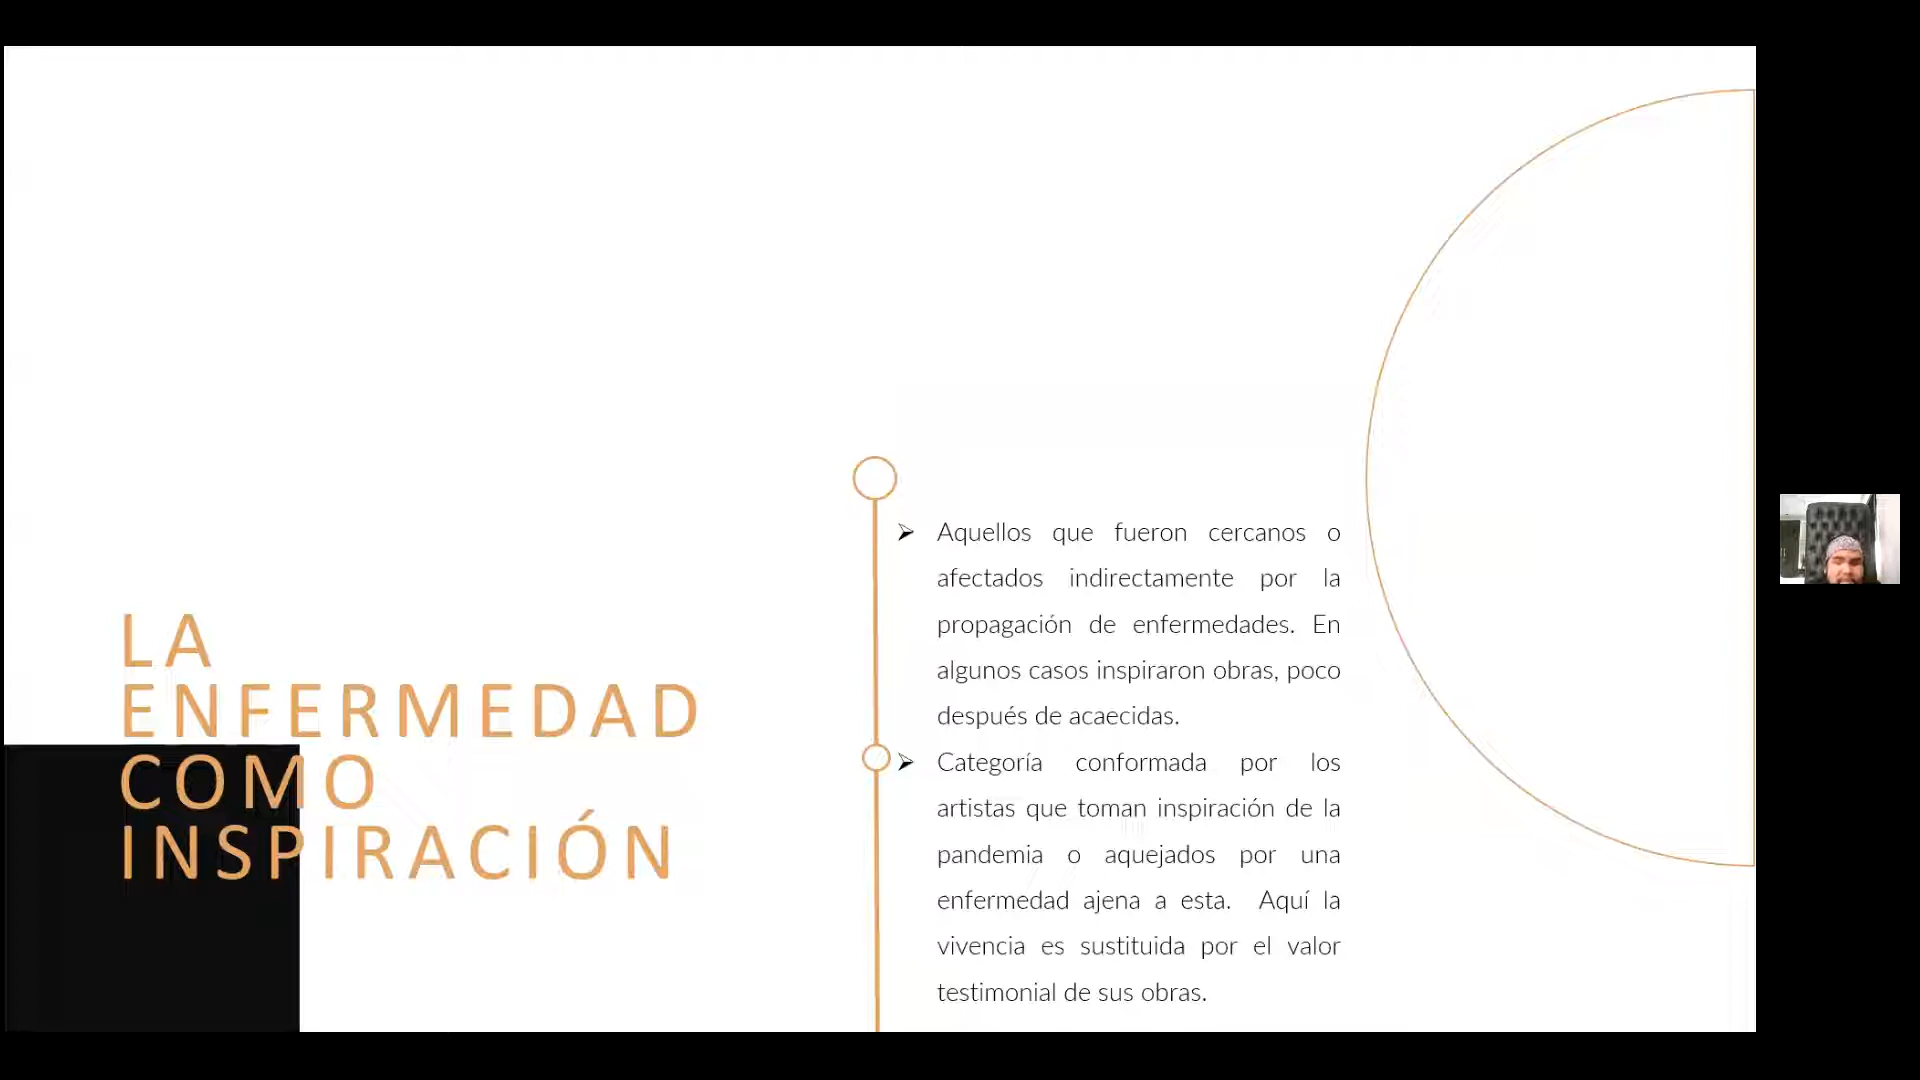 LA
ENFERMEDAD
COMO
INSPIRACIÓN
➢ Aquellos que fueron cercanos o
afectados indirectamente por la
propagación de enfermedades. En
algunos casos inspiraron obras, poco
después de acaecidas.
➢ Categoría conformada por los
artistas que toman inspiración de la
pandemia o aquejados por una
enfermedad ajena a esta. Aquí la
vivencia es sustituida por el valor
testimonial de sus obras.